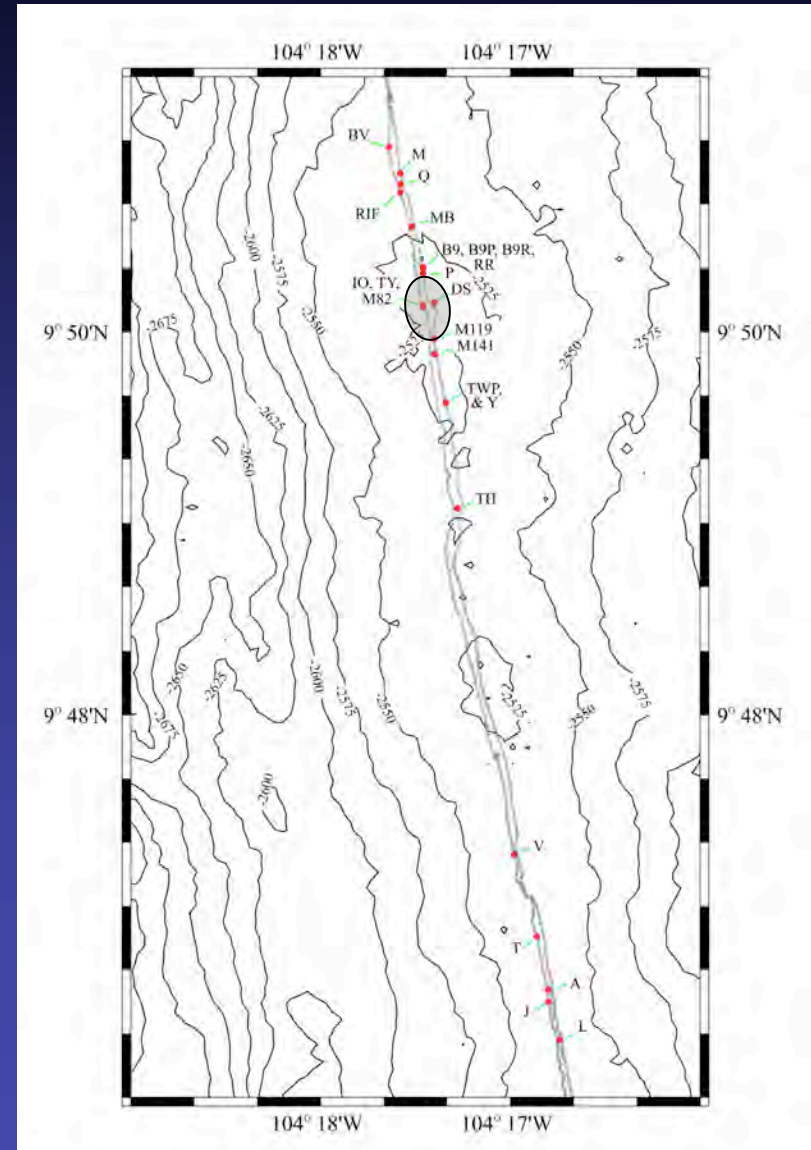 104° 18'W
104° 17'W
BV
M
Q
RIF
MB
B9, B9P, B9R,
RR
P
IO, TY,
M82
DS
-2525
-2600
-2575
-2550
-2675
9° 50'N
9° 50'N
M119
M141
-2550
-2575
TWP,
& Y
-2625
-2650
-2650
-2625
-2675
-2600
-2575
-2550
-2575
-2550
-2575
9° 48'N
9° 48'N
-2600
V
T
A
J
L
104° 18'W
104° 17'W